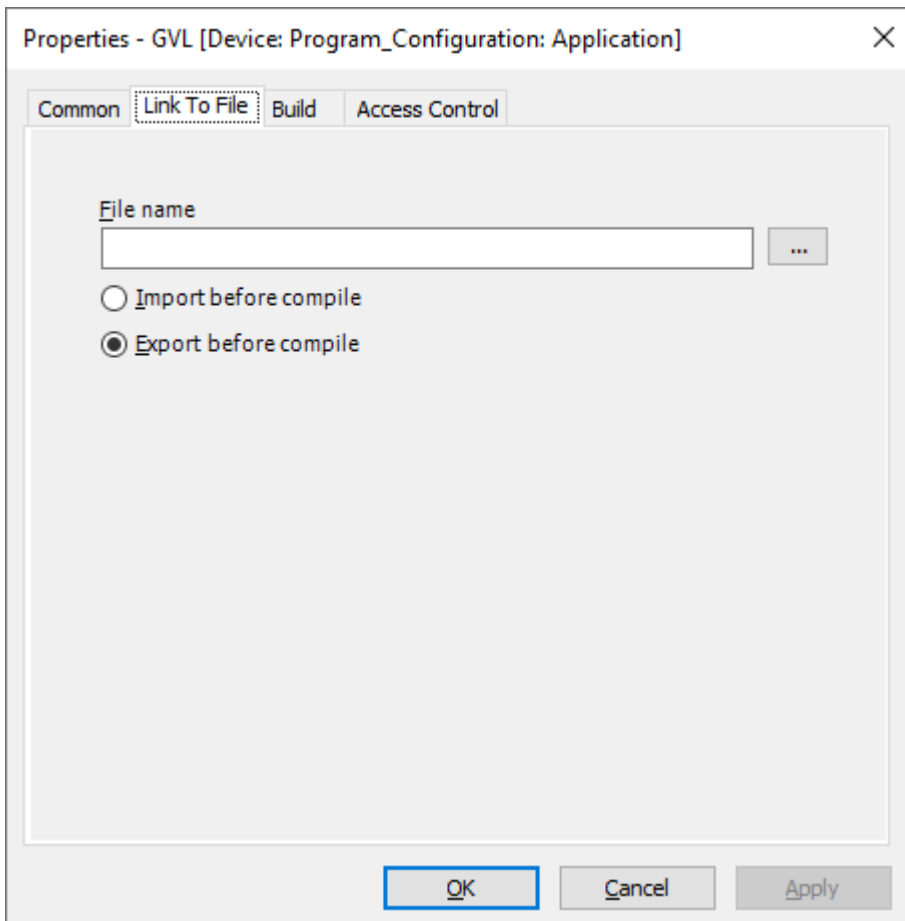 Properties - GVL [Device: Program_Configuration: Application]
Common Link To File Build Access Control
File name
...
Import before compile
Export before compile
OK Cancel Apply